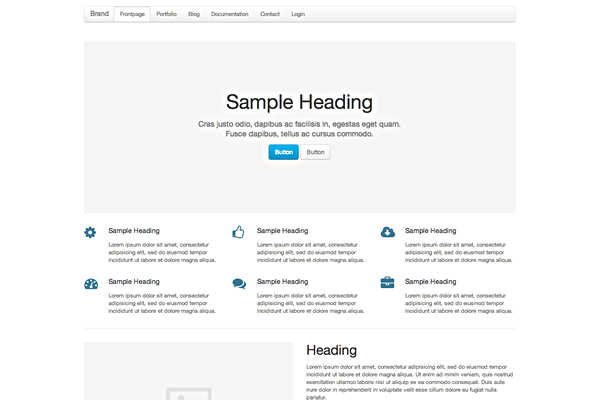 Brand Frontpage Portfolio Blog Documentation Contact Login
Sample Heading
Cras justo odio, dapibus ac facilisis in, egestas eget quam.
Fusce dapibus, tellus ac cursus commodo.
Button Button
Sample Heading
Lorem ipsum dolor sit amet, consectetur
adipisicing elit, sed do eiusmod tempor
incididunt ut labore et dolore magna aliqua.
Sample Heading
Lorem ipsum dolor sit amet, consectetur
adipisicing elit, sed do eiusmod tempor
incididunt ut labore et dolore magna aliqua.
Sample Heading
Lorem ipsum dolor sit amet, consectetur
adipisicing elit, sed do eiusmod tempor
incididunt ut labore et dolore magna aliqua.
Sample Heading
Lorem ipsum dolor sit amet, consectetur
adipisicing elit, sed do eiusmod tempor
incididunt ut labore et dolore magna aliqua.
Sample Heading
Lorem ipsum dolor sit amet, consectetur
adipisicing elit, sed do eiusmod tempor
incididunt ut labore et dolore magna aliqua.
Sample Heading
Lorem ipsum dolor sit amet, consectetur
adipisicing elit, sed do eiusmod tempor
incididunt ut labore et dolore magna aliqua.
Heading
Lorem ipsum dolor sit amet, consectetur adipisicing elit, sed do eiusmod tempor
incididunt ut labore et dolore magna aliqua. Ut enim ad minim veniam, quis nostrud
exercitation ullamco laboris nisi ut aliquip ex ea commodo consequat. Duis aute
irure dolor in reprehenderit in voluptate velit esse cillum dolore eu fugiat nulla
pariatur.